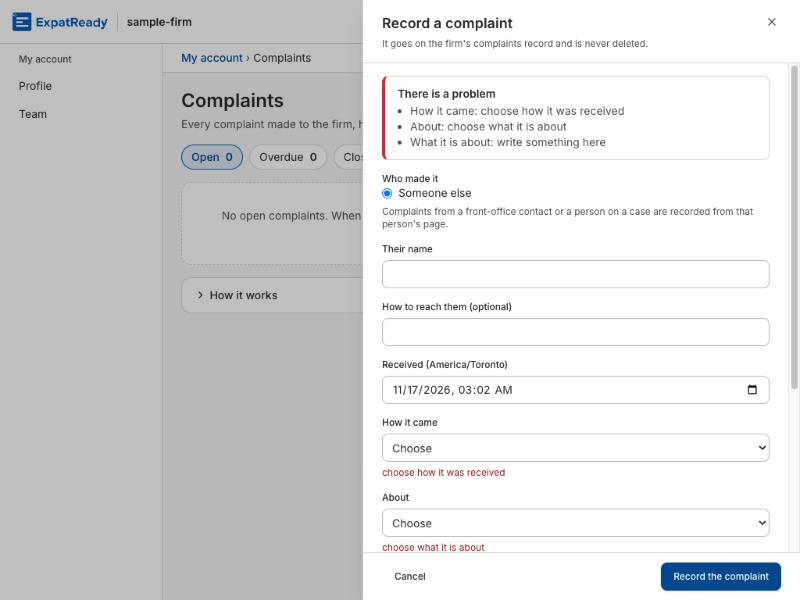 ExpatReady
sample-firm
My account
Profile
Team
My account › Complaints
Complaints
Every complaint made to the firm, h
Open 0
Overdue 0
Clo
No open complaints. When
How it works
Record a complaint
It goes on the firm's complaints record and is never deleted.
There is a problem
How it came: choose how it was received
About: choose what it is about
What it is about: write something here
Who made it
Someone else
Complaints from a front-office contact or a person on a case are recorded from that
person's page.
Their name
How to reach them (optional)
Received (America/Toronto)
11/17/2026, 03:02 AM
How it came
Choose
choose how it was received
About
Choose
choose what it is about
Cancel
Record the complaint